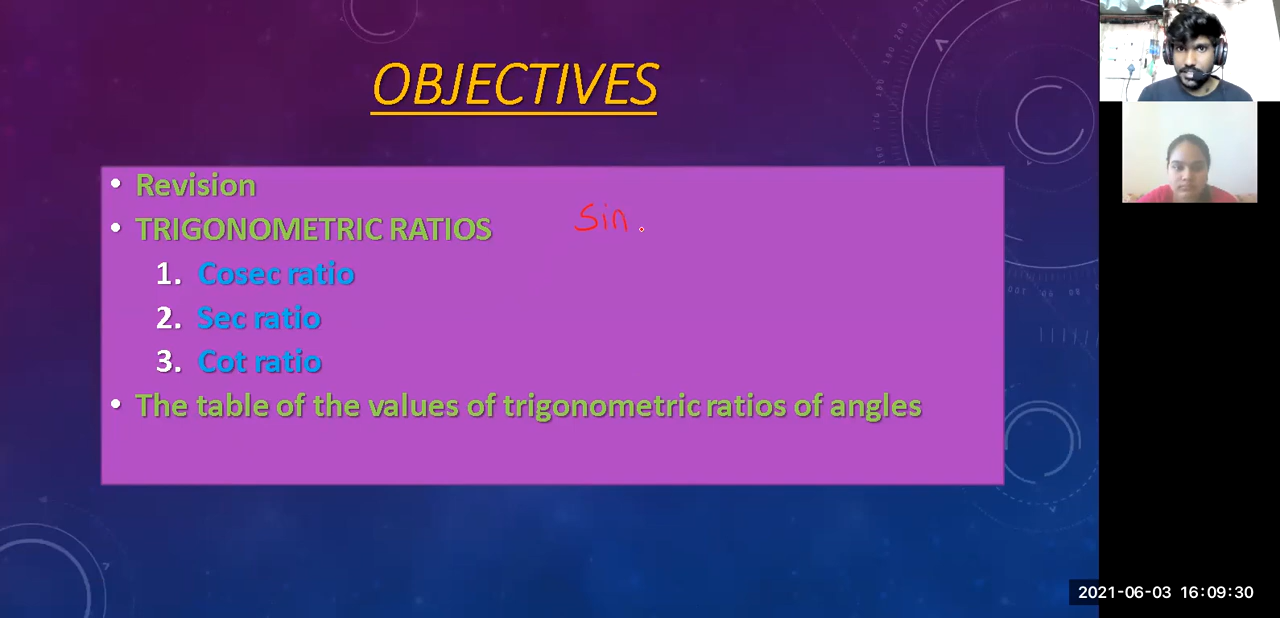 OBJECTIVES
• Revision
• TRIGONOMETRIC RATIOS Sin .
1. Cosec ratio
2. Sec ratio
3. Cot ratio
• The table of the values of trigonometric ratios of angles
2021-06-03 16:09:30